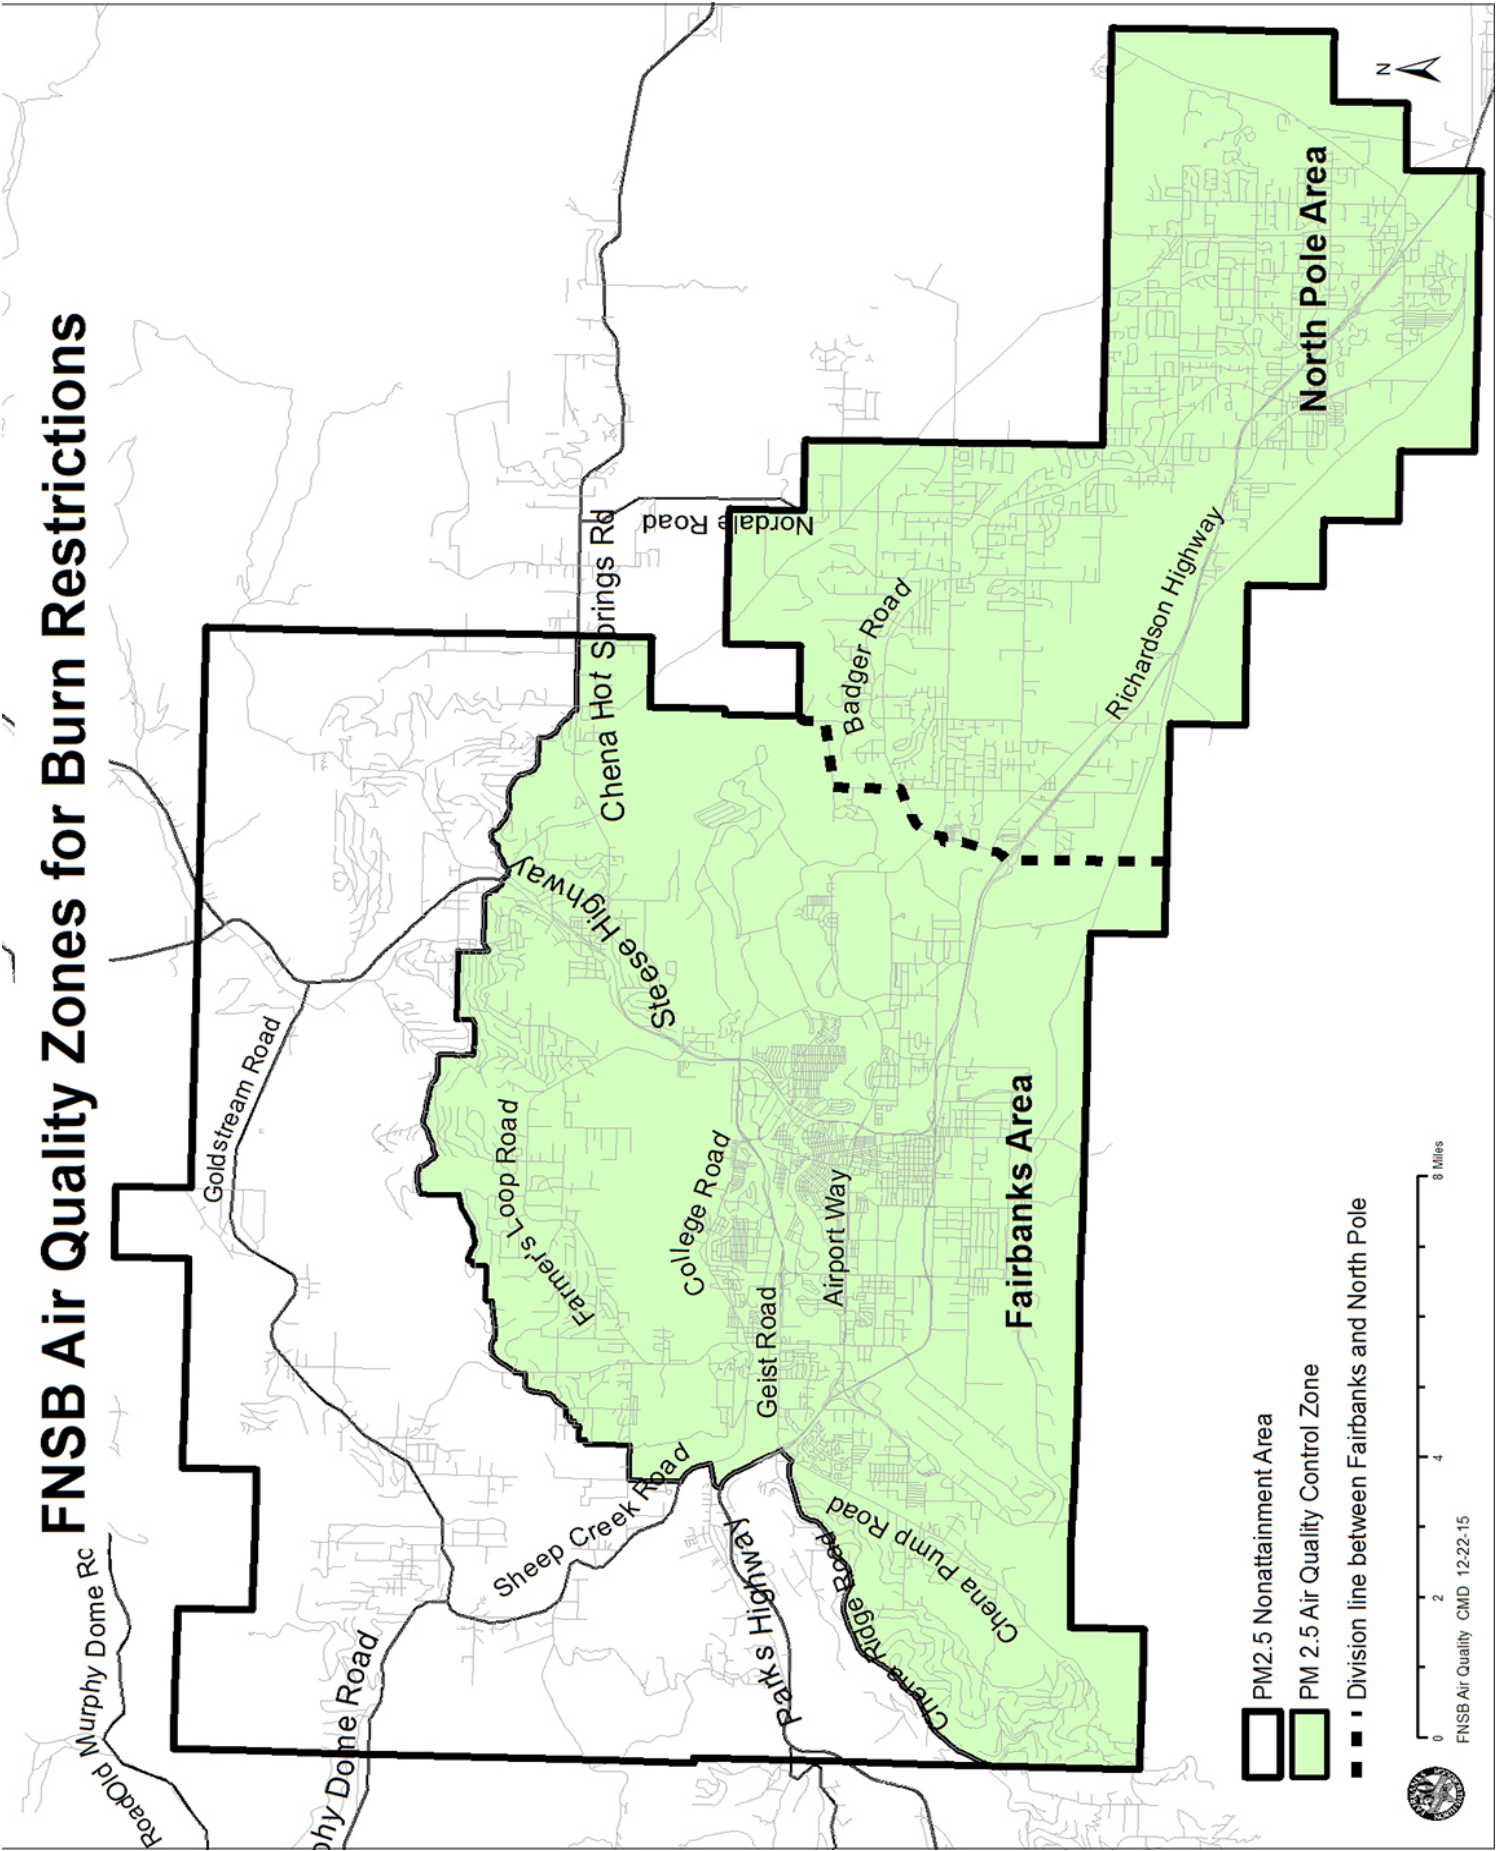 FNSB Air Quality Zones for Burn Restrictions
Murphy Dome Rd
Old
Road
phy Dome Road
Goldstream Road
Sheep Creek Road
Parks Highway
Chena Ridge Road
Chena Pump Road
Farmer's Loop Road
College Road
Geist Road
Airport Way
Steese Highway
Chena Hot Springs Rd
Nordale Road
Badger Road
Richardson Highway
Fairbanks Area
North Pole Area
N
PM2.5 Nonattainment Area
PM 2.5 Air Quality Control Zone
Division line between Fairbanks and North Pole
0 2 4 8 Miles
FNSB Air Quality CMD 12-22-15